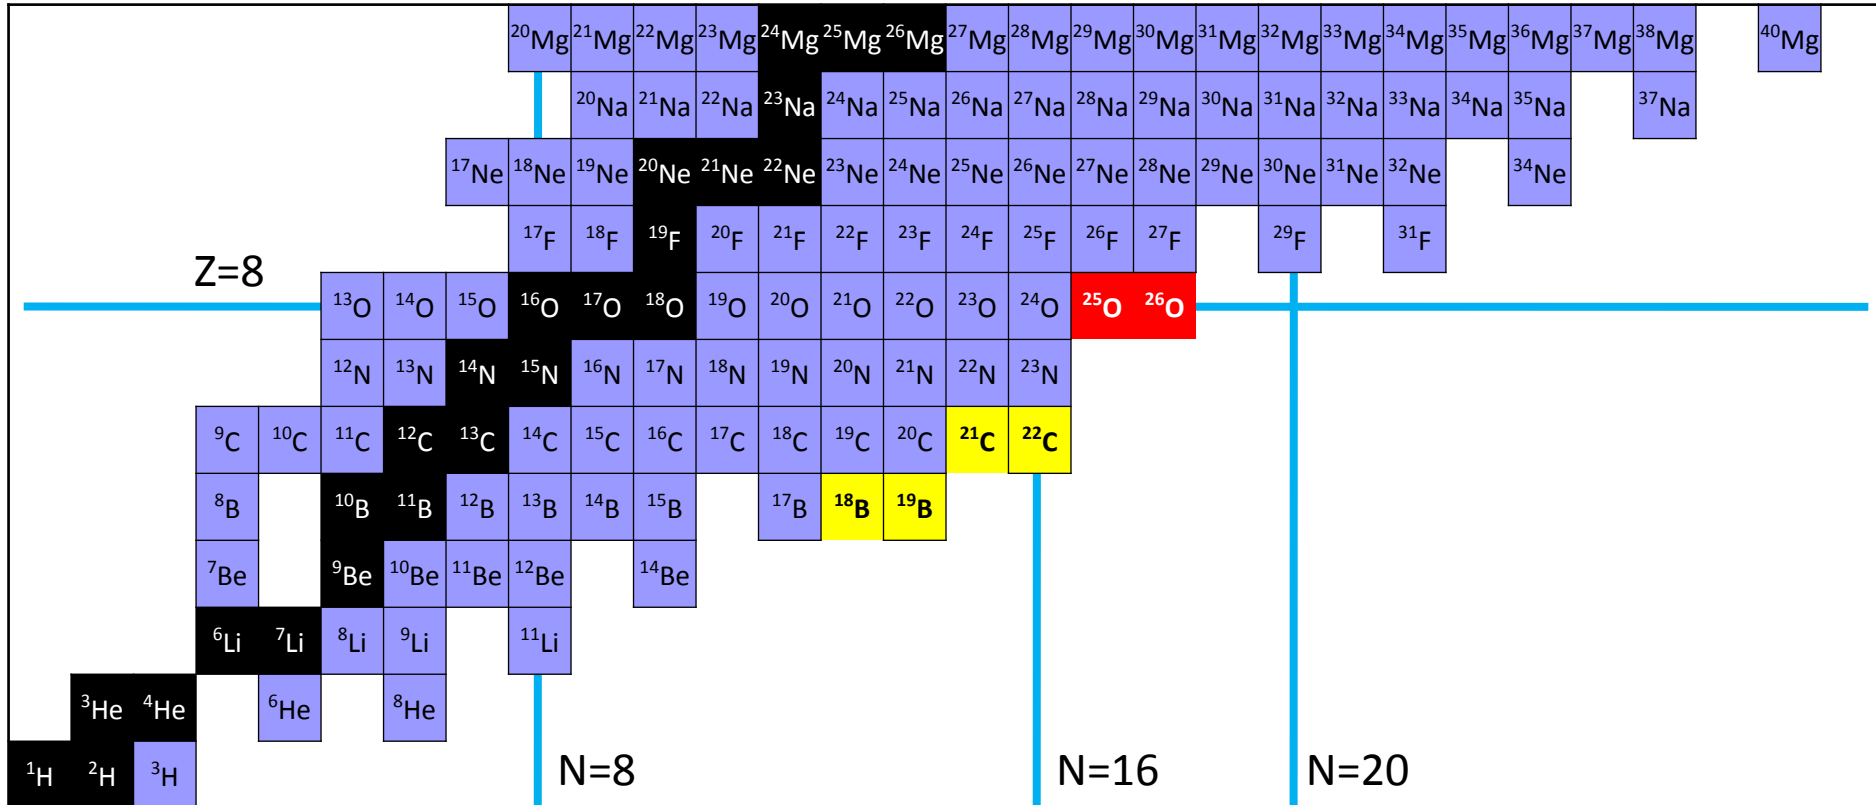 20Mg 21Mg 22Mg 23Mg 24Mg 25Mg 26Mg 27Mg 28Mg 29Mg 30Mg 31Mg 32Mg 33Mg 34Mg 35Mg 36Mg 37Mg 38Mg 40Mg
20Na 21Na 22Na 23Na 24Na 25Na 26Na 27Na 28Na 29Na 30Na 31Na 32Na 33Na 34Na 35Na 37Na
17Ne 18Ne 19Ne 20Ne 21Ne 22Ne 23Ne 24Ne 25Ne 26Ne 27Ne 28Ne 29Ne 30Ne 31Ne 32Ne 34Ne
17F 18F 19F 20F 21F 22F 23F 24F 25F 26F 27F 29F 31F
Z=8
13O 14O 15O 16O 17O 18O 19O 20O 21O 22O 23O 24O 25O 26O
12N 13N 14N 15N 16N 17N 18N 19N 20N 21N 22N 23N
9C 10C 11C 12C 13C 14C 15C 16C 17C 18C 19C 20C 21C 22C
8B 10B 11B 12B 13B 14B 15B 17B 18B 19B
7Be 9Be 10Be 11Be 12Be 14Be
6Li 7Li 8Li 9Li 11Li
3He 4He 6He 8He
1H 2H 3H N=8 N=16 N=20